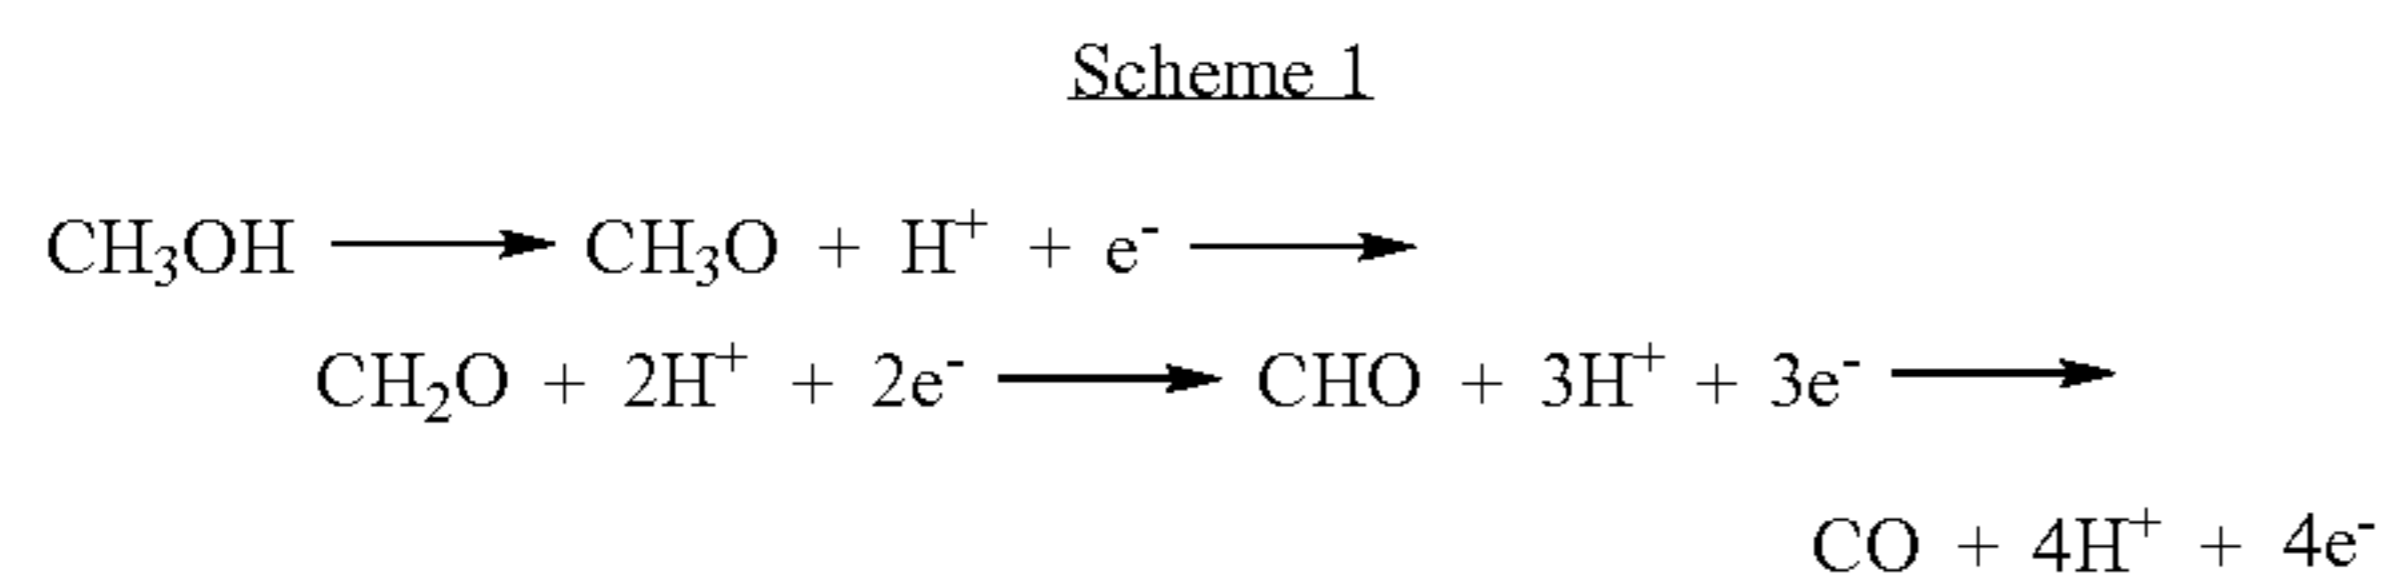 Scheme 1
CH₃OH ⟶ CH₃O + H⁺ + e⁻ ⟶
CH₂O + 2H⁺ + 2e⁻ ⟶ CHO + 3H⁺ + 3e⁻ ⟶
CO + 4H⁺ + 4e⁻